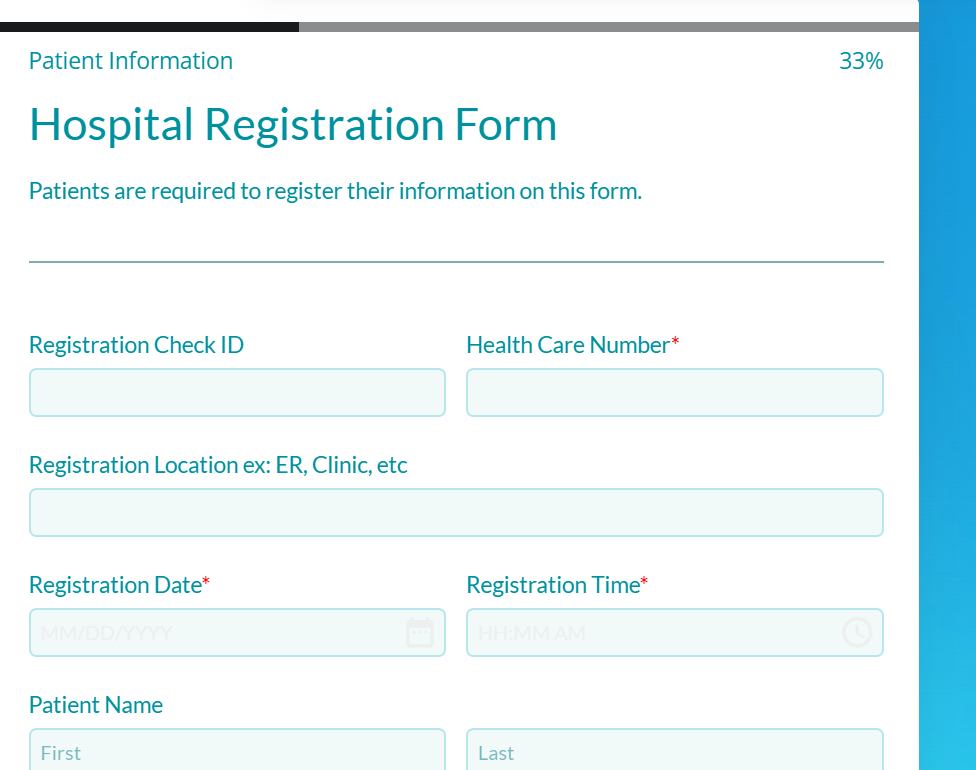 Patient Information 33%
Hospital Registration Form
Patients are required to register their information on this form.
Registration Check ID Health Care Number*
Registration Location ex: ER, Clinic, etc
Registration Date* Registration Time*
MM/DD/YYYY HH:MM AM
Patient Name
First Last